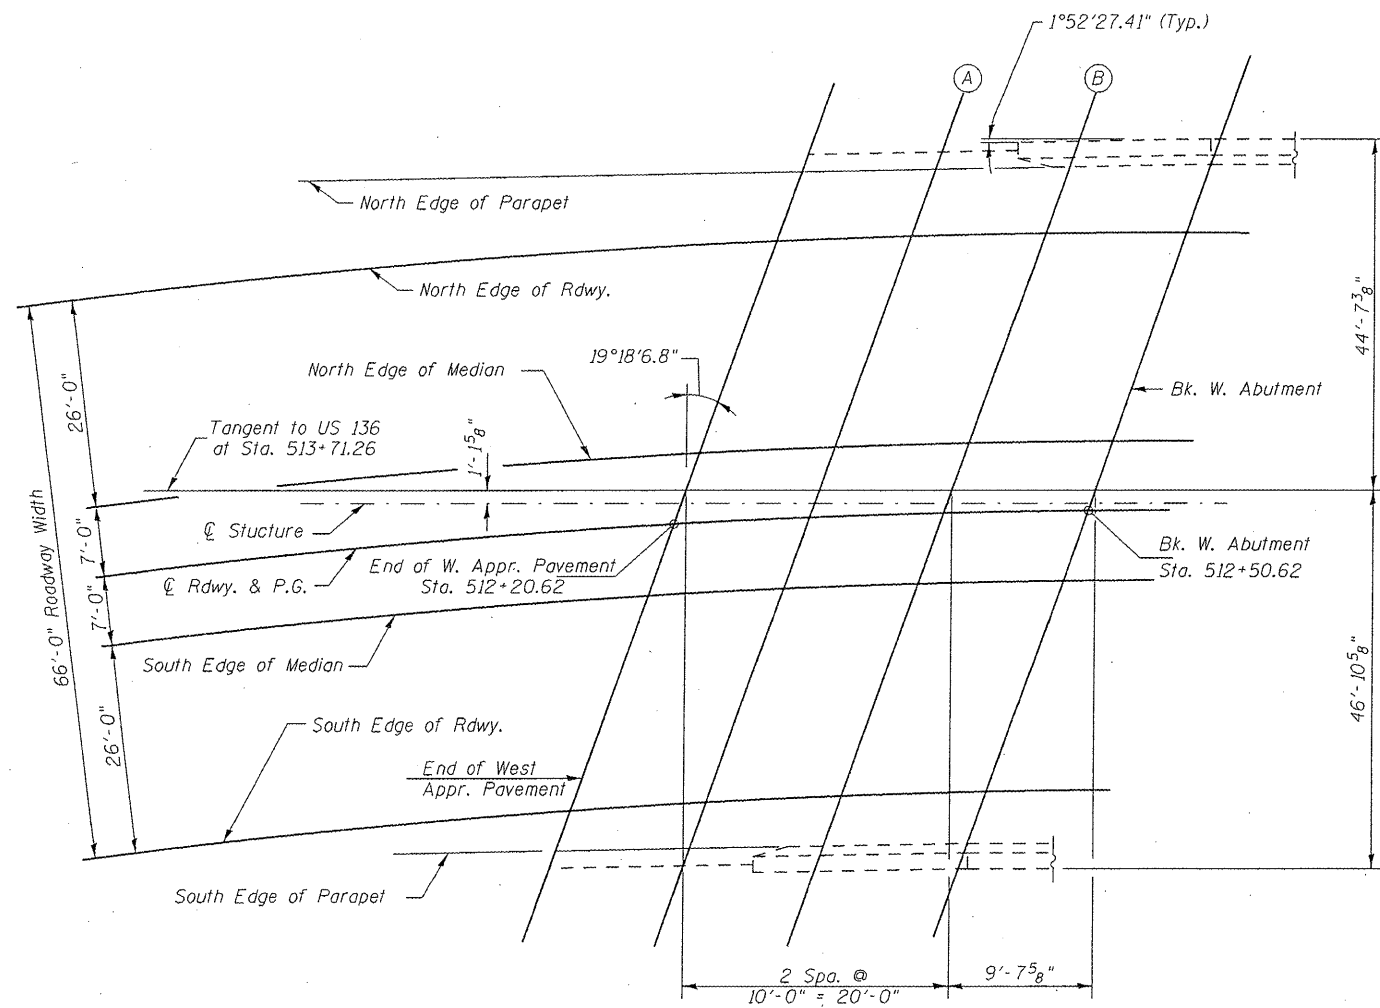 1°52'27.41" (Typ.)
A
B
North Edge of Parapet
North Edge of Rdwy.
44'-7 3/8"
19°18'6.8"
North Edge of Median
Bk. W. Abutment
26'-0"
Tangent to US 136
at Sta. 513+71.26
1'-1 5/8"
℄ Stucture
7'-0"
℄ Rdwy. & P.G.
End of W. Appr. Pavement
Sta. 512+20.62
Bk. W. Abutment
Sta. 512+50.62
7'-0"
66'-0" Roadway Width
South Edge of Median
46'-10 5/8"
South Edge of Rdwy.
26'-0"
End of West
Appr. Pavement
South Edge of Parapet
2 Spa. @
10'-0" = 20'-0"
9'-7 5/8"